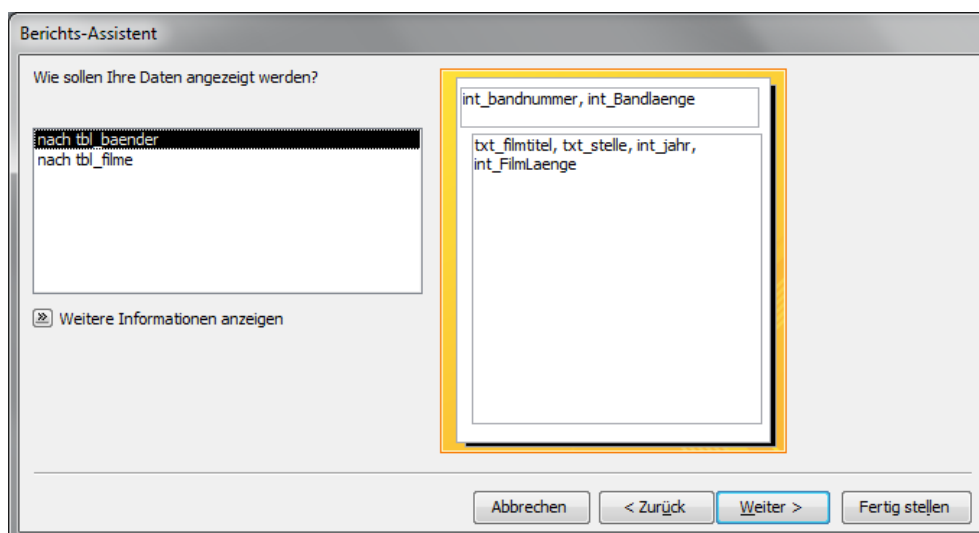 Berichts-Assistent
Wie sollen Ihre Daten angezeigt werden?
nach tbl_baender
nach tbl_filme
Weitere Informationen anzeigen
int_bandnummer, int_Bandlaenge
txt_filmtitel, txt_stelle, int_jahr,
int_FilmLaenge
Abbrechen
< Zurück
Weiter >
Fertig stellen